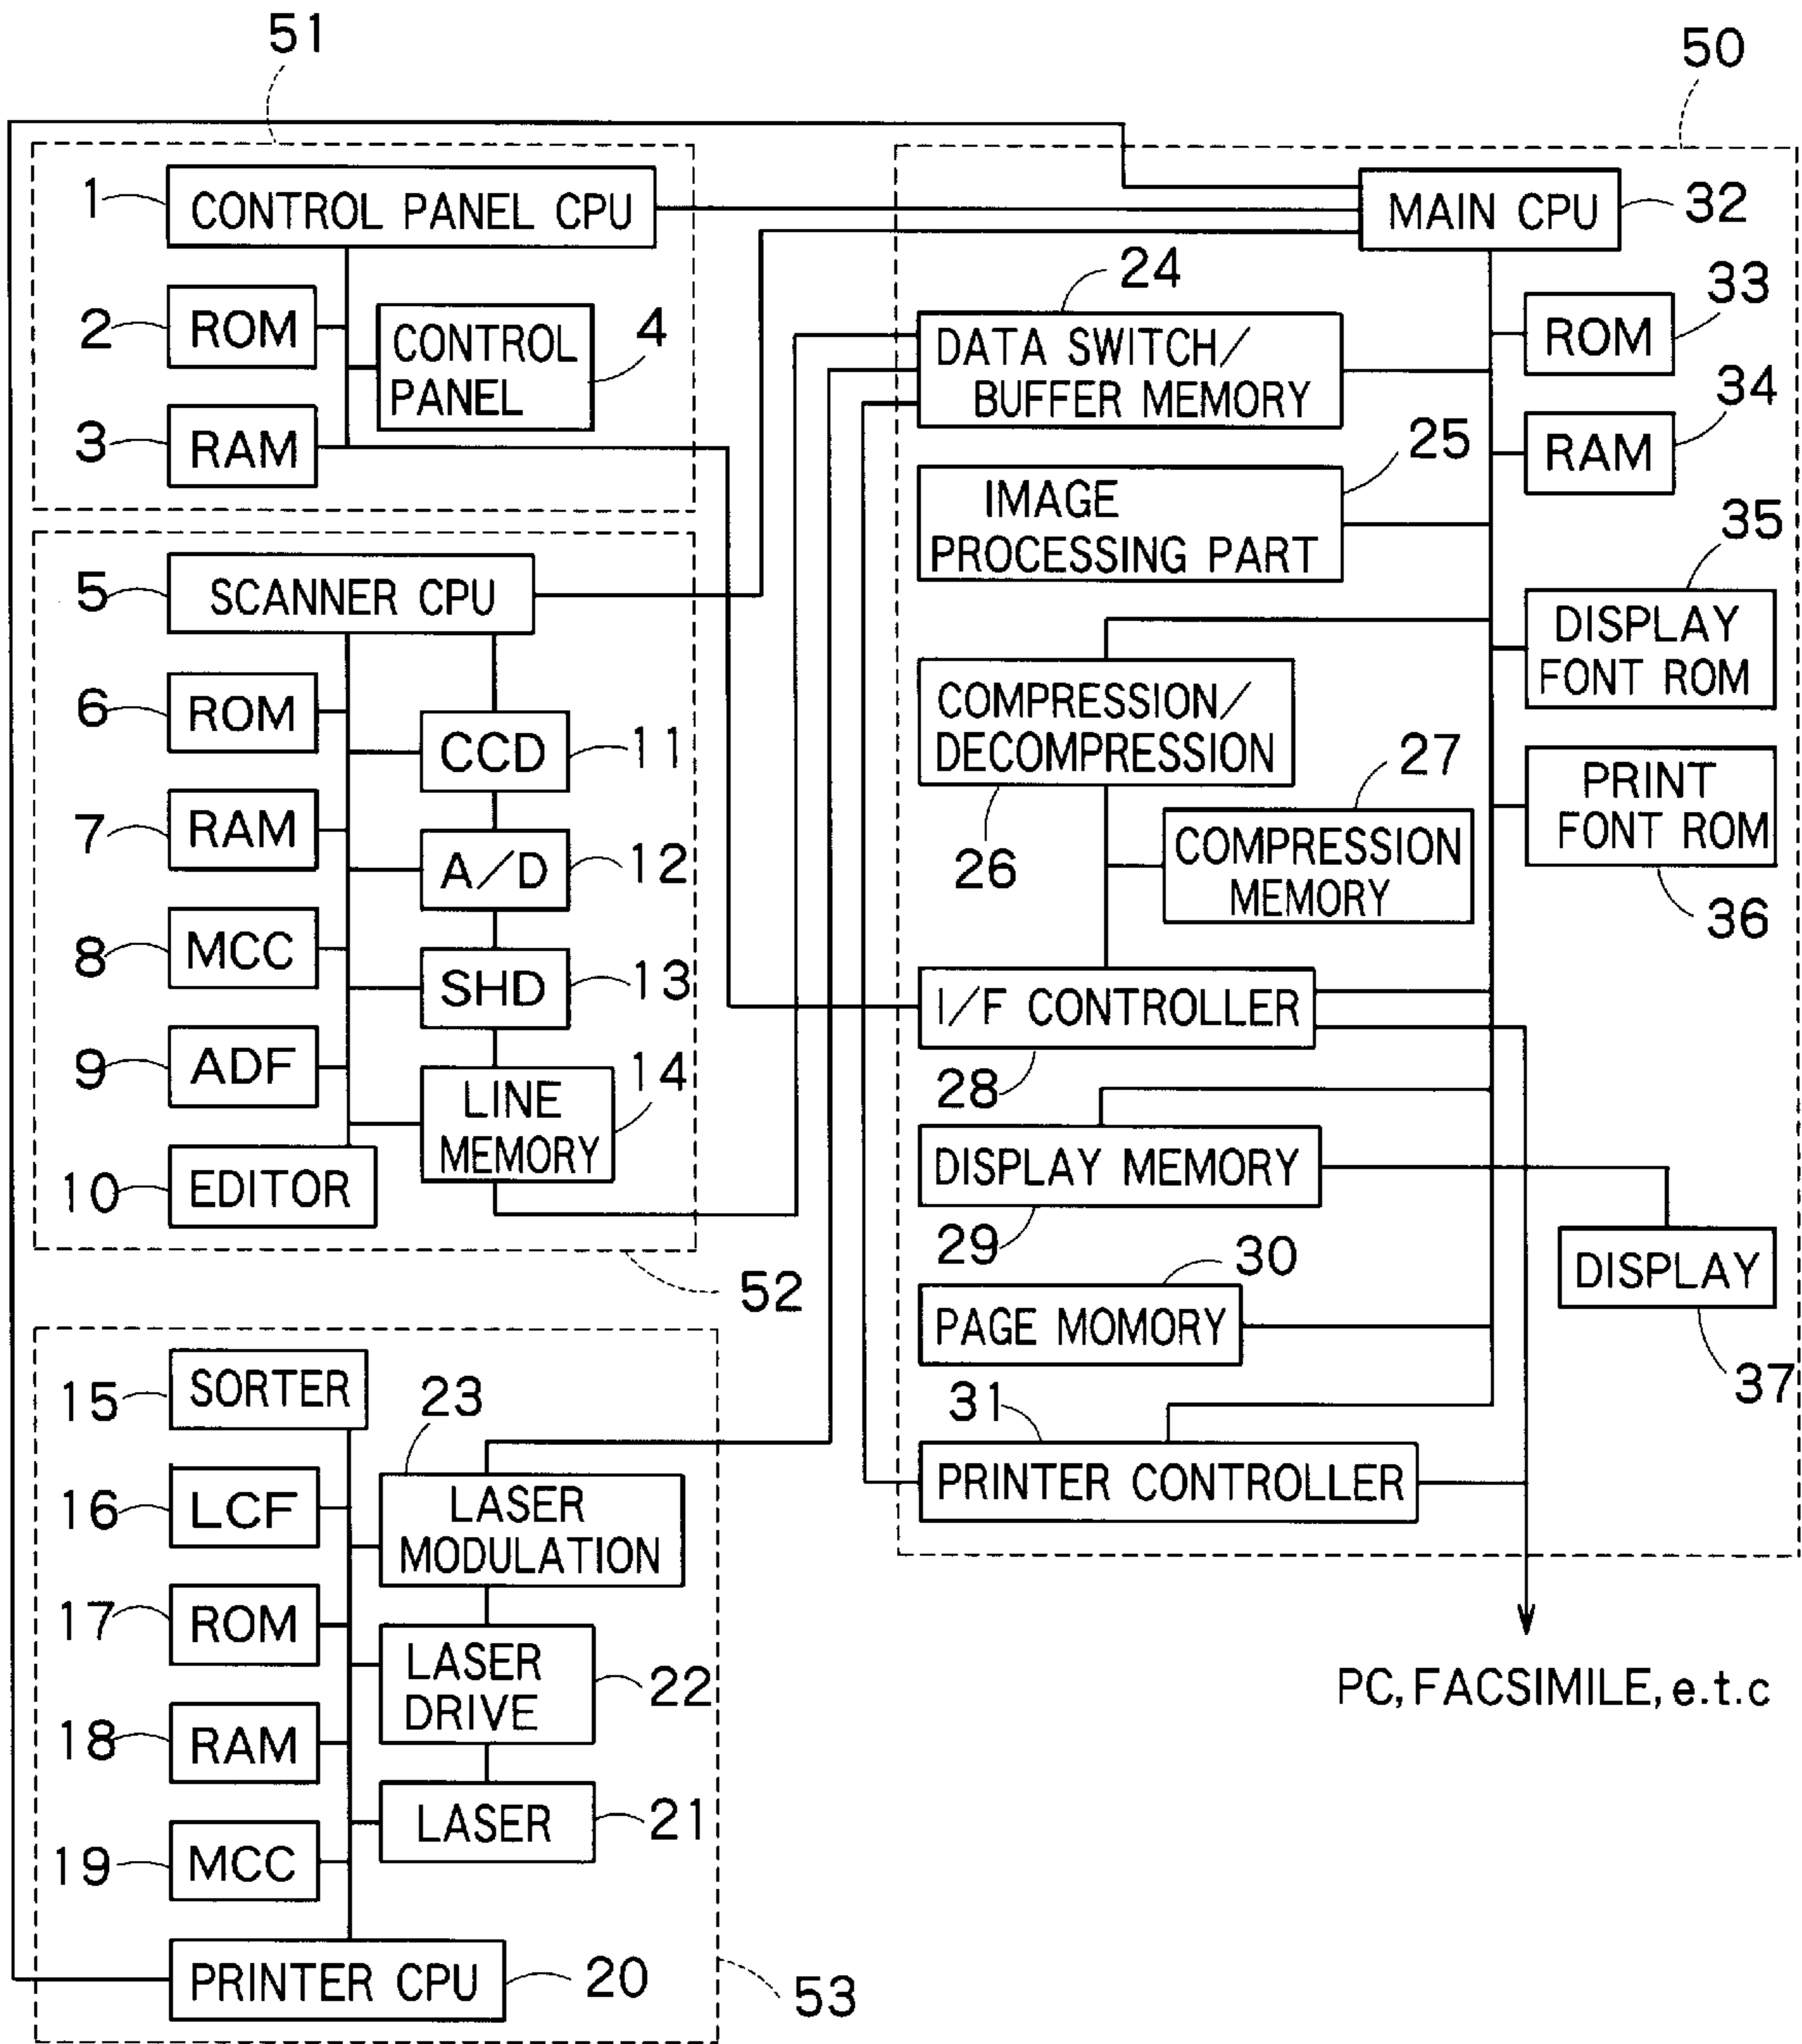 51
50
1
CONTROL PANEL CPU
2
ROM
CONTROL
PANEL
4
3
RAM
5
SCANNER CPU
6
ROM
CCD
11
7
RAM
A/D
12
8
MCC
SHD
13
9
ADF
LINE
MEMORY
14
10
EDITOR
52
15
SORTER
23
16
LCF
LASER
MODULATION
17
ROM
LASER
DRIVE
22
18
RAM
LASER
21
19
MCC
PRINTER CPU
20
53
MAIN CPU
32
24
DATA SWITCH/
BUFFER MEMORY
ROM
33
25
IMAGE
PROCESSING PART
RAM
34
35
DISPLAY
FONT ROM
COMPRESSION/
DECOMPRESSION
26
27
COMPRESSION
MEMORY
PRINT
FONT ROM
36
I/F CONTROLLER
28
DISPLAY MEMORY
29
30
PAGE MOMORY
DISPLAY
37
31
PRINTER CONTROLLER
PC, FACSIMILE, e.t.c